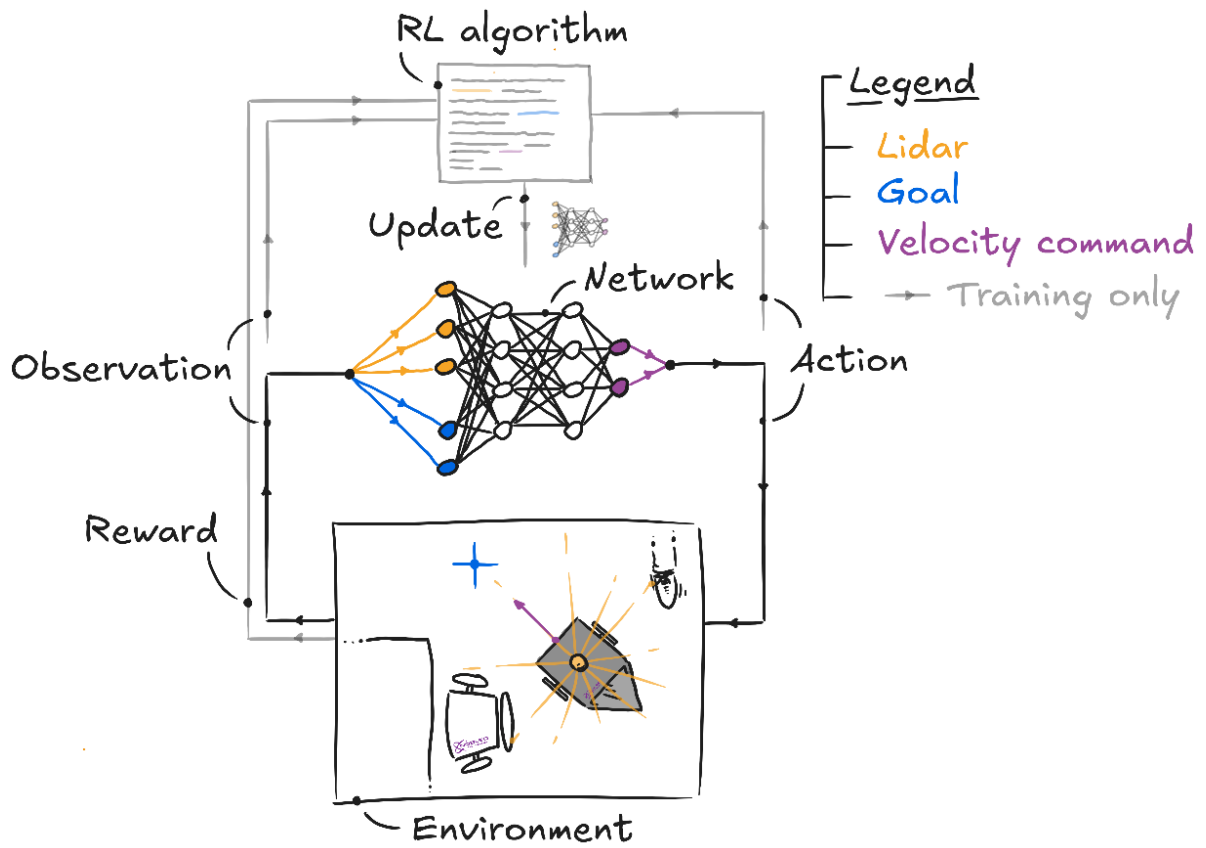 RL algorithm
Legend
Lidar
Goal
Velocity command
Training only
Update
Network
Observation
Action
Reward
Environment